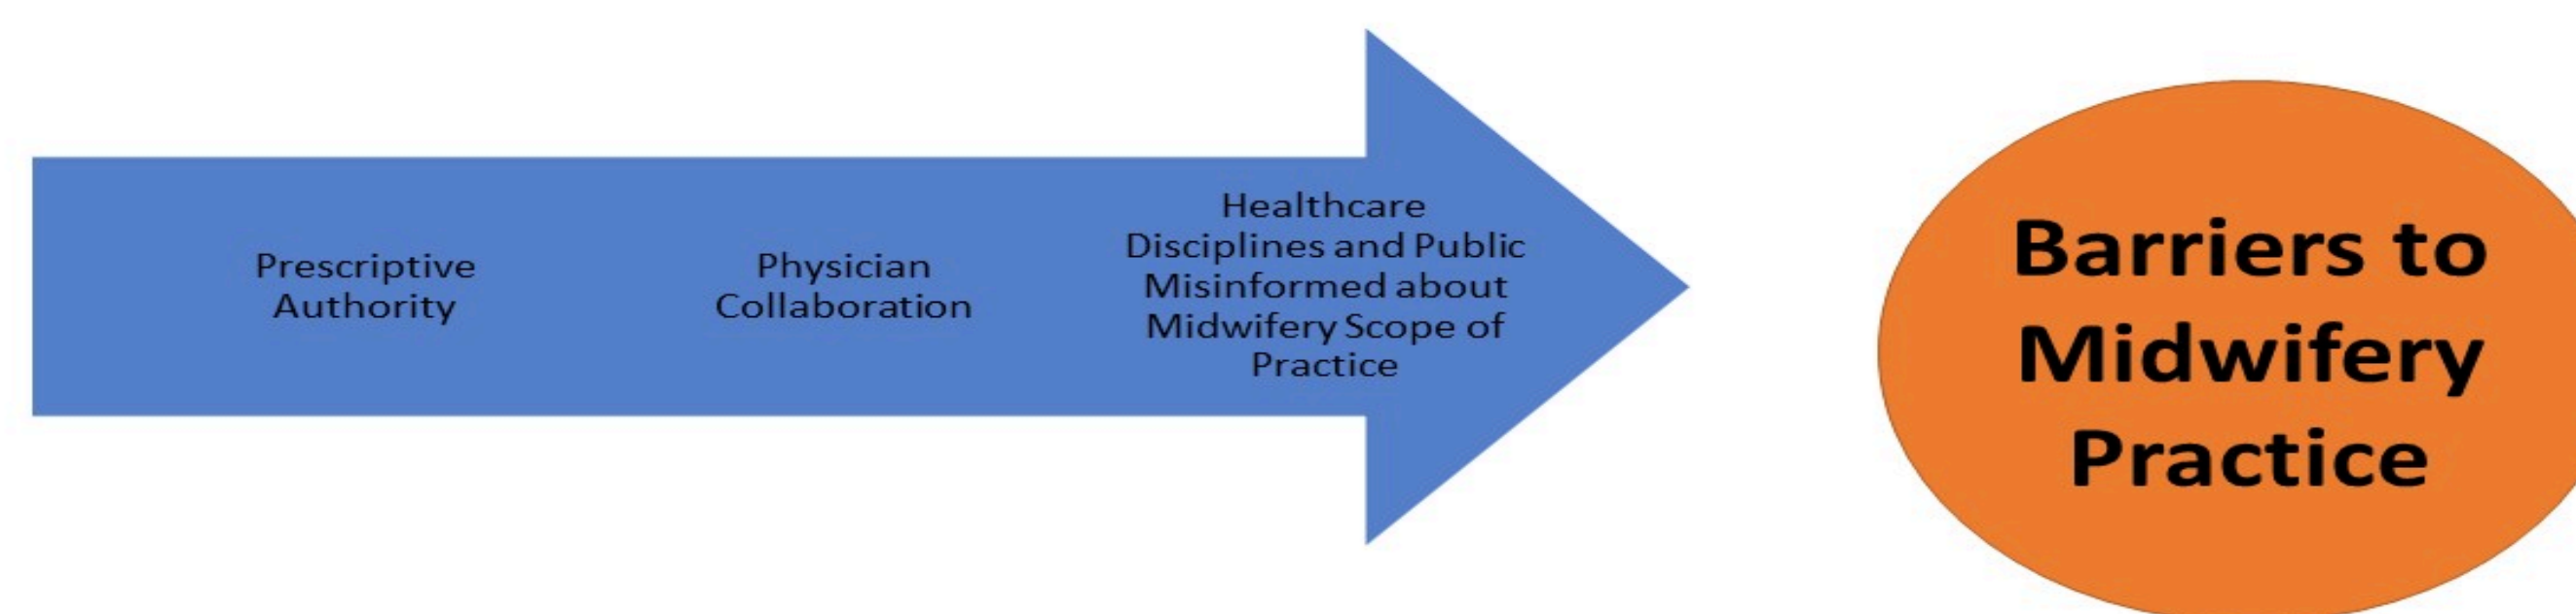 Prescriptive
Authority
Physician
Collaboration
Healthcare
Disciplines and Public
Misinformed about
Midwifery Scope of
Practice
Barriers to
Midwifery
Practice